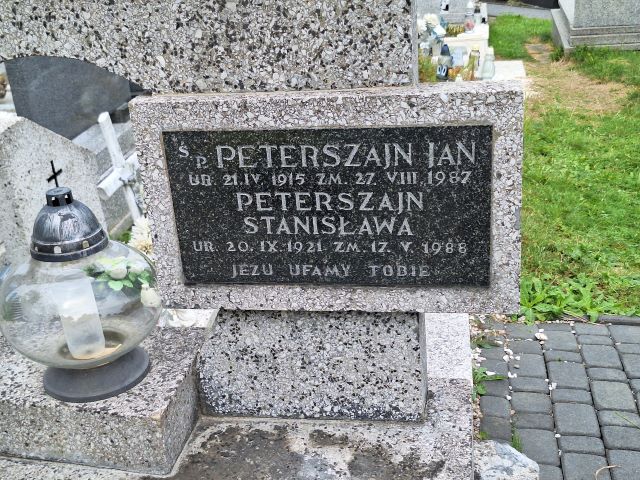 Ś P. PETERSZAJN JAN
UR. 21.IV. 1915 ZM. 27. VIII. 1987
PETERSZAJN
STANISŁAWA
UR. 20.IX.1921 ZM. 17. V. 1988
JEZU UFAMY TOBIE